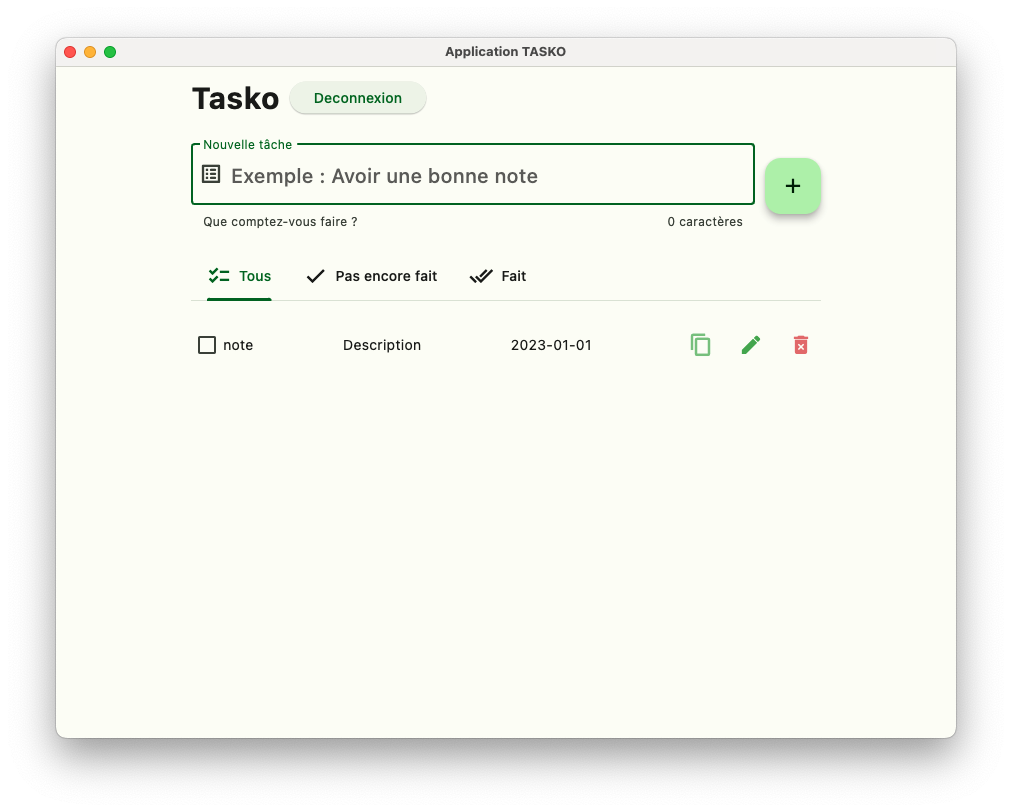 Application TASKO
Tasko
Deconnexion
Nouvelle tâche
Exemple : Avoir une bonne note
+
Que comptez-vous faire ?
0 caractères
Tous
Pas encore fait
Fait
note
Description
2023-01-01